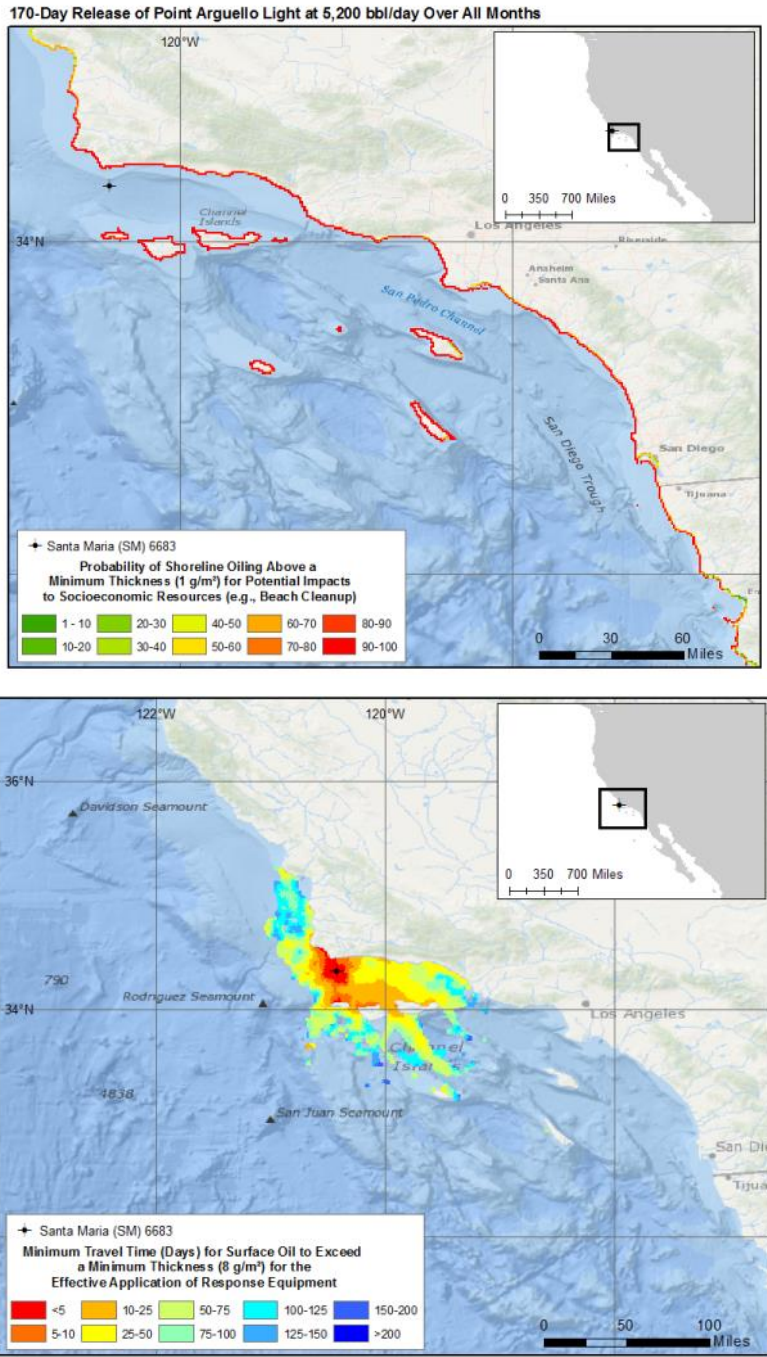 170-Day Release of Point Arguello Light at 5,200 bbl/day Over All Months
120°W
0 350 700 Miles
Channel
Islands
34°N
Los Angeles
Riverside
Anaheim
Santa Ana
San Pedro Channel
San Diego Trough
San Diego
Tijuana
Santa Maria (SM) 6683
Probability of Shoreline Oiling Above a
Minimum Thickness (1 g/m²) for Potential Impacts
to Socioeconomic Resources (e.g., Beach Cleanup)
1 - 10 20-30 40-50 60-70 80-90
10-20 30-40 50-60 70-80 90-100
0 30 60
Miles
122°W 120°W
36°N
Davidson Seamount
0 350 700 Miles
790
Rodriguez Seamount
34°N
Los Angeles
Channel
Islands
4838
San Juan Seamount
San Di
Tijua
Santa Maria (SM) 6683
Minimum Travel Time (Days) for Surface Oil to Exceed
a Minimum Thickness (8 g/m²) for the
Effective Application of Response Equipment
<5 10-25 50-75 100-125 150-200
5-10 25-50 75-100 125-150 >200
0 50 100
Miles